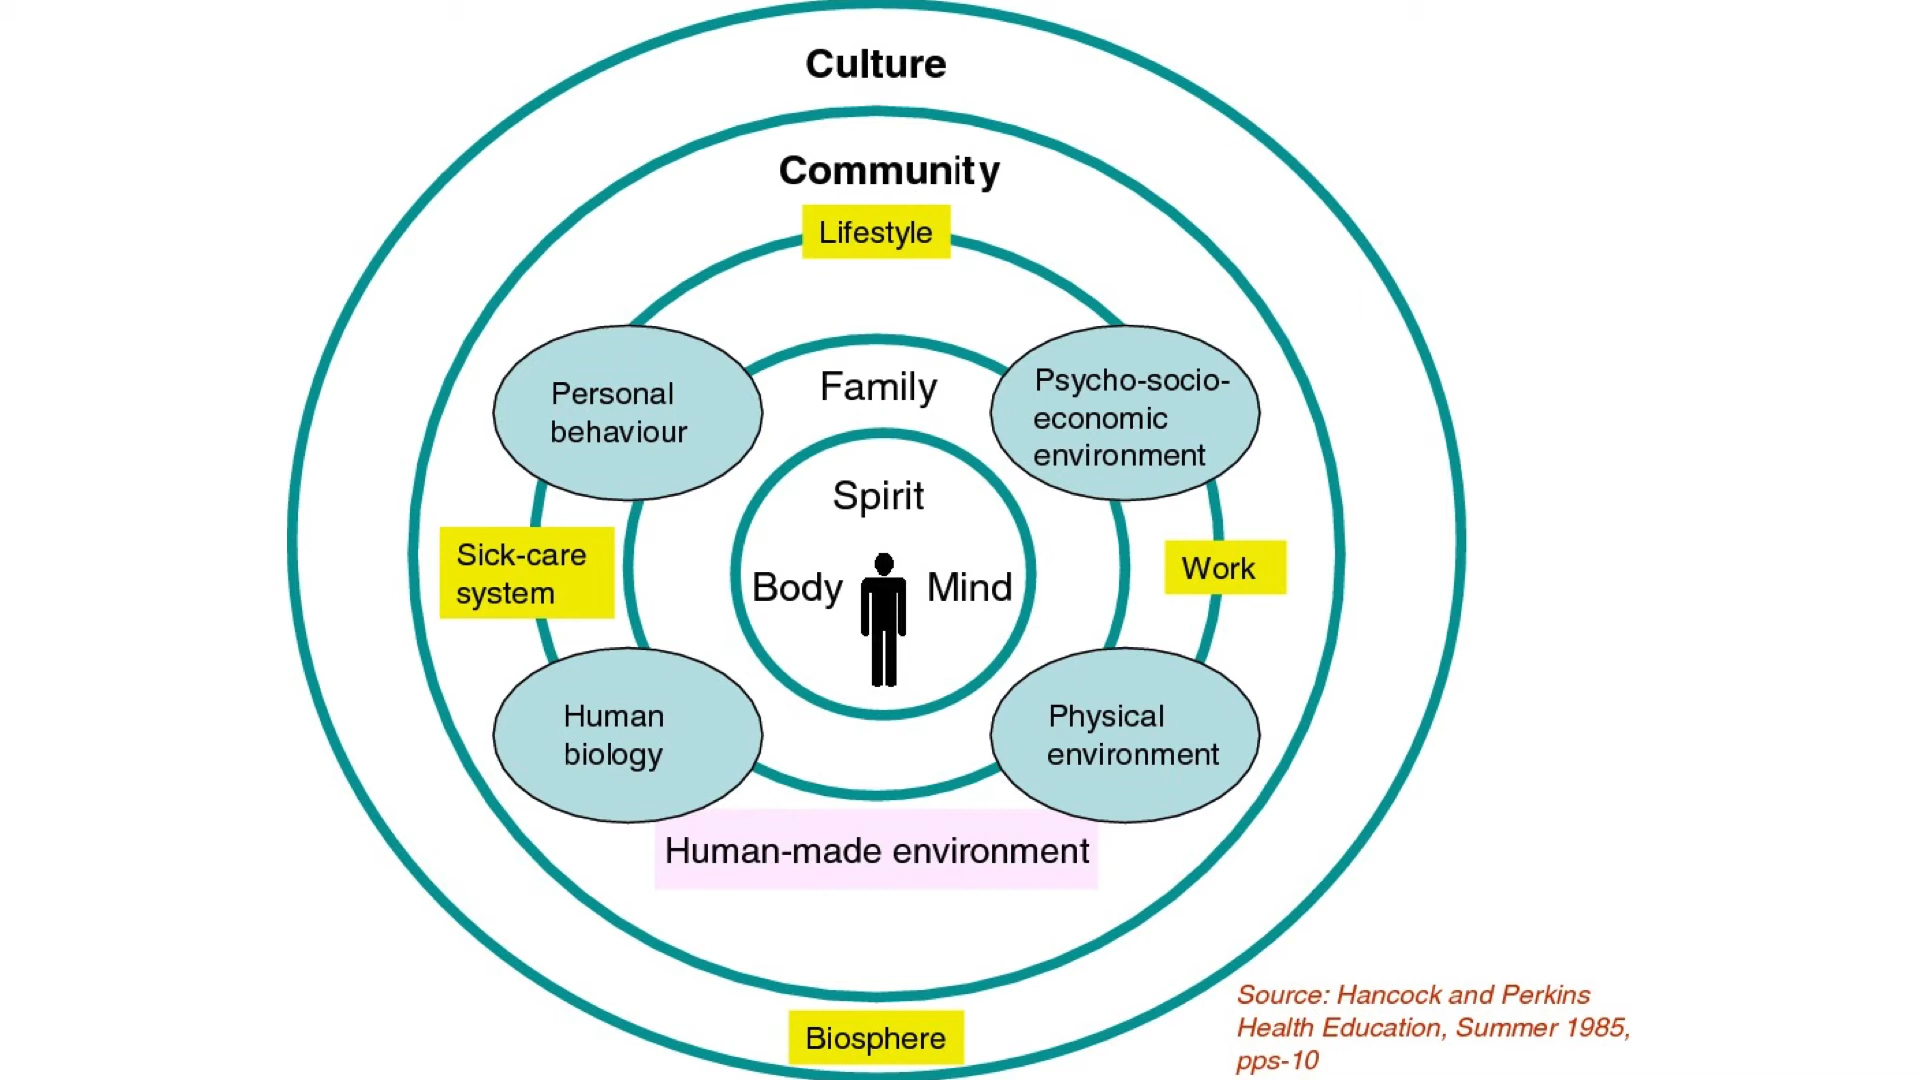 Culture
Community
Lifestyle
Personal
behaviour
Family
Psycho-socio-
economic
environment
Spirit
Sick-care
system
Body
Mind
Work
Human
biology
Physical
environment
Human-made environment
Biosphere
Source: Hancock and Perkins
Health Education, Summer 1985,
pps-10